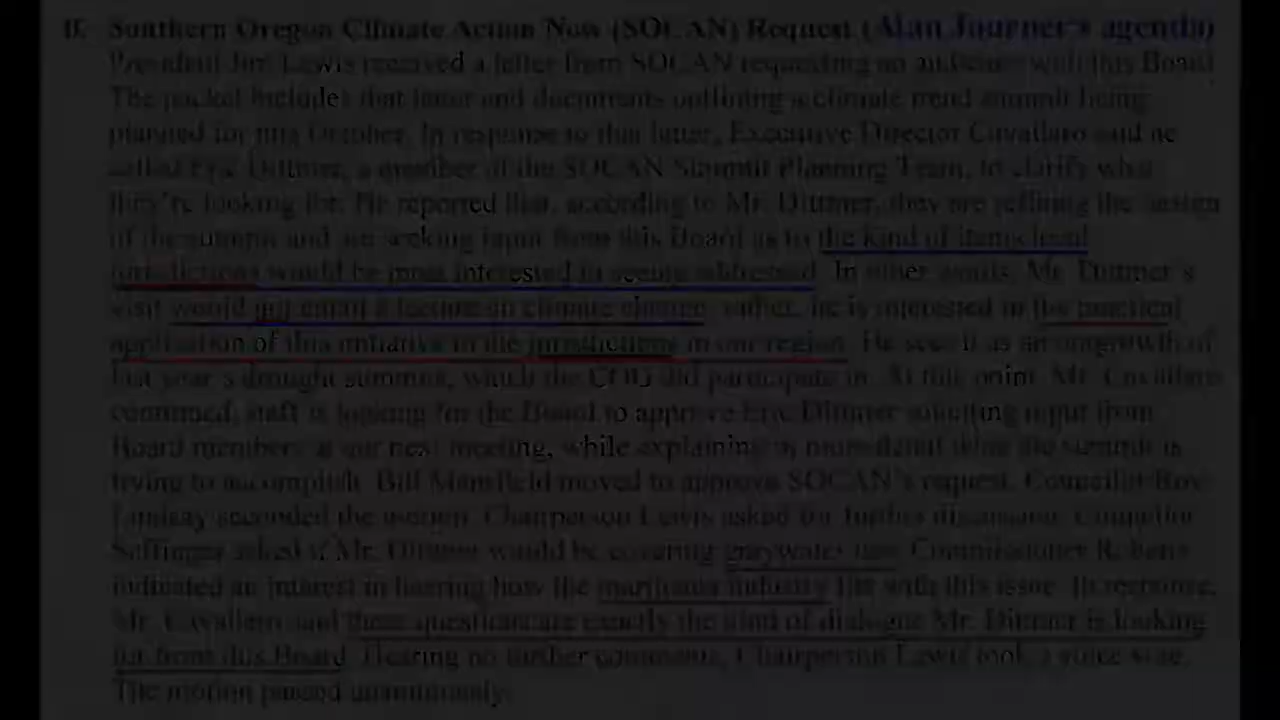 B. Southern Oregon Climate Action Now (SOCAN) Request (Alan Journet's agenda)
President Jim Lewis received a letter from SOCAN requesting an audience with this Board.
The packet includes that letter and documents outlining a climate trend summit being
planned for this October. In response to that letter, Executive Director Cavallaro said he
called Eric Dittmer, a member of the SOCAN Summit Planning Team, to clarify what
they're looking for. He reported that, according to Mr. Dittmer, they are refining the design
of the summit and are seeking input from this Board as to the kind of items local
jurisdictions would be most interested in seeing addressed. In other words, Mr. Dittmer's
visit would not entail a lecture on climate change, rather, he is interested in the practical
application of this initiative to the jurisdictions in our region. He sees it as an outgrowth of
last year's drought summit, which the COG did participate in. At this point, Mr. Cavallaro
continued, staff is looking for the Board to approve Eric Dittmer soliciting input from
Board members at our next meeting, while explaining in more detail what the summit is
trying to accomplish. Bill Mansfield moved to approve SOCAN's request. Councillor Roy
Lindsay seconded the motion. Chairperson Lewis asked for further discussion. Councillor
Seffinger asked if Mr. Dittmer would be covering graywater use. Commissioner Roberts
indicated an interest in hearing how the marijuana industry fits with this issue. In response,
Mr. Cavallaro said these questions are exactly the kind of dialogue Mr. Dittmer is looking
for from this Board. Hearing no further comments, Chairperson Lewis took a voice vote.
The motion passed unanimously.